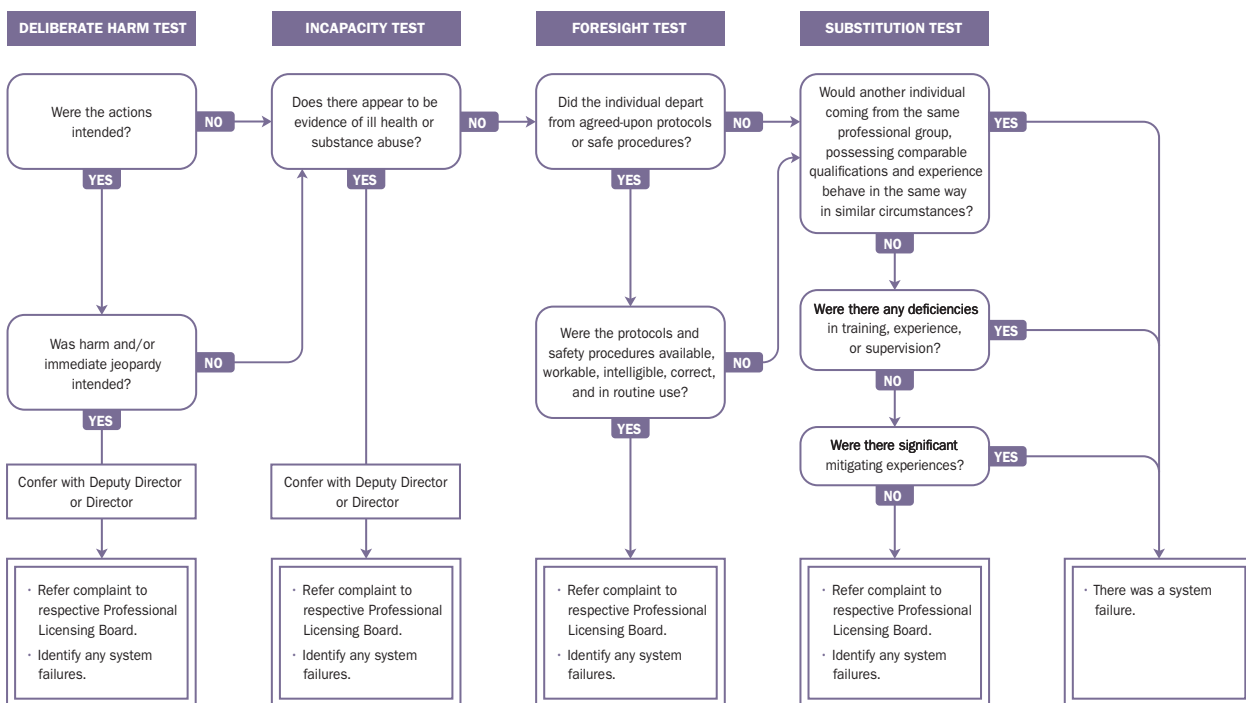 DELIBERATE HARM TEST
Were the actions
intended?
NO
YES
Was harm and/or
immediate jeopardy
intended?
NO
YES
Confer with Deputy Director
or Director
· Refer complaint to
respective Professional
Licensing Board.
· Identify any system
failures.
INCAPACITY TEST
Does there appear to be
evidence of ill health or
substance abuse?
NO
YES
Confer with Deputy Director
or Director
· Refer complaint to
respective Professional
Licensing Board.
· Identify any system
failures.
FORESIGHT TEST
Did the individual depart
from agreed-upon protocols
or safe procedures?
NO
YES
Were the protocols and
safety procedures available,
workable, intelligible, correct,
and in routine use?
NO
YES
· Refer complaint to
respective Professional
Licensing Board.
· Identify any system
failures.
SUBSTITUTION TEST
Would another individual
coming from the same
professional group,
possessing comparable
qualifications and experience
behave in the same way
in similar circumstances?
YES
NO
Were there any deficiencies
in training, experience,
or supervision?
YES
NO
Were there significant
mitigating experiences?
YES
NO
· Refer complaint to
respective Professional
Licensing Board.
· Identify any system
failures.
· There was a system
failure.